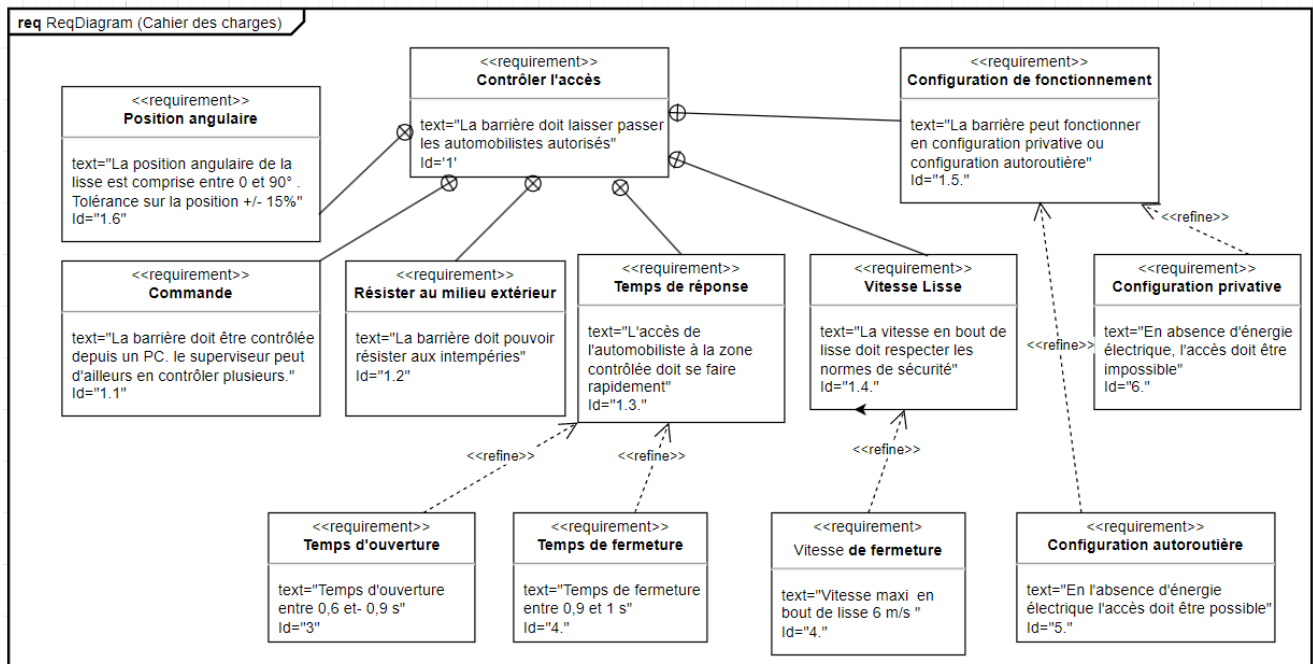 req ReqDiagram (Cahier des charges)
<<requirement>>
Contrôler l'accès
text="La barrière doit laisser passer
les automobilistes autorisés"
Id='1'
<<requirement>>
Configuration de fonctionnement
text="La barrière peut fonctionner
en configuration privative ou
configuration autoroutière"
Id="1.5."
<<requirement>>
Position angulaire
text="La position angulaire de la
lisse est comprise entre 0 et 90° .
Tolérance sur la position +/- 15%"
Id="1.6"
<<refine>>
<<requirement>>
Commande
text="La barrière doit être contrôlée
depuis un PC. le superviseur peut
d'ailleurs en contrôler plusieurs."
Id="1.1"
<<requirement>>
Résister au milieu extérieur
text="La barrière doit pouvoir
résister aux intempéries"
Id="1.2"
<<requirement>>
Temps de réponse
text="L'accès de
l'automobiliste à la zone
contrôlée doit se faire
rapidement"
Id="1.3."
<<requirement>>
Vitesse Lisse
text="La vitesse en bout de
lisse doit respecter les
normes de sécurité"
Id="1.4."
<<refine>>
<<requirement>>
Configuration privative
text="En absence d'énergie
électrique, l'accès doit être
impossible"
Id="6."
<<refine>>
<<refine>>
<<refine>>
<<requirement>>
Temps d'ouverture
text="Temps d'ouverture
entre 0,6 et- 0,9 s"
Id="3"
<<requirement>>
Temps de fermeture
text="Temps de fermeture
entre 0,9 et 1 s"
Id="4."
<<requirement>
Vitesse de fermeture
text="Vitesse maxi  en
bout de lisse 6 m/s "
Id="4."
<<requirement>>
Configuration autoroutière
text="En l'absence d'énergie
électrique l'accès doit être possible"
Id="5."